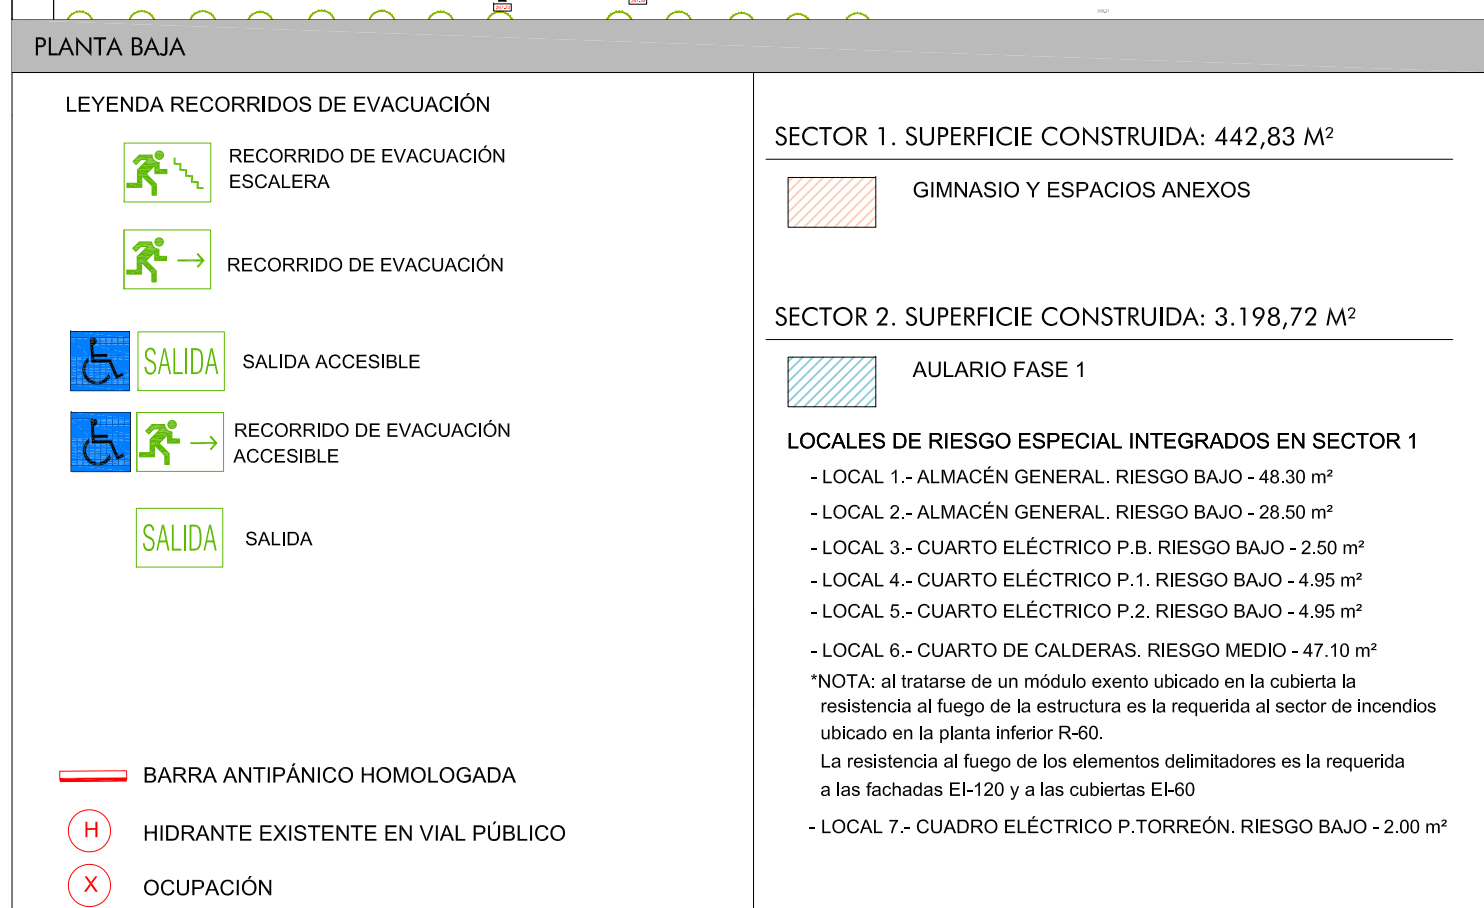 PLANTA BAJA
LEYENDA RECORRIDOS DE EVACUACIÓN
RECORRIDO DE EVACUACIÓN
ESCALERA
RECORRIDO DE EVACUACIÓN
SALIDA
SALIDA ACCESIBLE
RECORRIDO DE EVACUACIÓN
ACCESIBLE
SALIDA
SALIDA
BARRA ANTIPÁNICO HOMOLOGADA
H
HIDRANTE EXISTENTE EN VIAL PÚBLICO
X
OCUPACIÓN
SECTOR 1. SUPERFICIE CONSTRUIDA: 442,83 M²
GIMNASIO Y ESPACIOS ANEXOS
SECTOR 2. SUPERFICIE CONSTRUIDA: 3.198,72 M²
AULARIO FASE 1
LOCALES DE RIESGO ESPECIAL INTEGRADOS EN SECTOR 1
- LOCAL 1.- ALMACÉN GENERAL. RIESGO BAJO - 48.30 m²
- LOCAL 2.- ALMACÉN GENERAL. RIESGO BAJO - 28.50 m²
- LOCAL 3.- CUARTO ELÉCTRICO P.B. RIESGO BAJO - 2.50 m²
- LOCAL 4.- CUARTO ELÉCTRICO P.1. RIESGO BAJO - 4.95 m²
- LOCAL 5.- CUARTO ELÉCTRICO P.2. RIESGO BAJO - 4.95 m²
- LOCAL 6.- CUARTO DE CALDERAS. RIESGO MEDIO - 47.10 m²
*NOTA: al tratarse de un módulo exento ubicado en la cubierta la
resistencia al fuego de la estructura es la requerida al sector de incendios
ubicado en la planta inferior R-60.
La resistencia al fuego de los elementos delimitadores es la requerida
a las fachadas EI-120 y a las cubiertas EI-60
- LOCAL 7.- CUADRO ELÉCTRICO P.TORREÓN. RIESGO BAJO - 2.00 m²